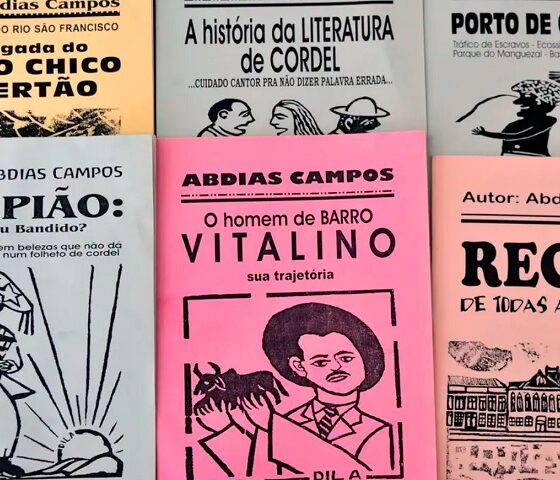 dias Campos
DO RIO SÃO FRANCISCO
gada do
O CHICO
ERTÃO
A história da LITERATURA
de CORDEL
...CUIDADO CANTOR PRA NÃO DIZER PALAVRA ERRADA...
PORTO DE
Tráfico de Escravos - Ecoss
Parque do Manguezal - Ba
ABDIAS CAMPOS
PIÃO:
u Bandido?
em belezas que não dá
num folheto de cordel
DILA
ABDIAS CAMPOS
O homem de BARRO
VITALINO
sua trajetória
DILA
Autor: Abd
REC
DE TODAS A